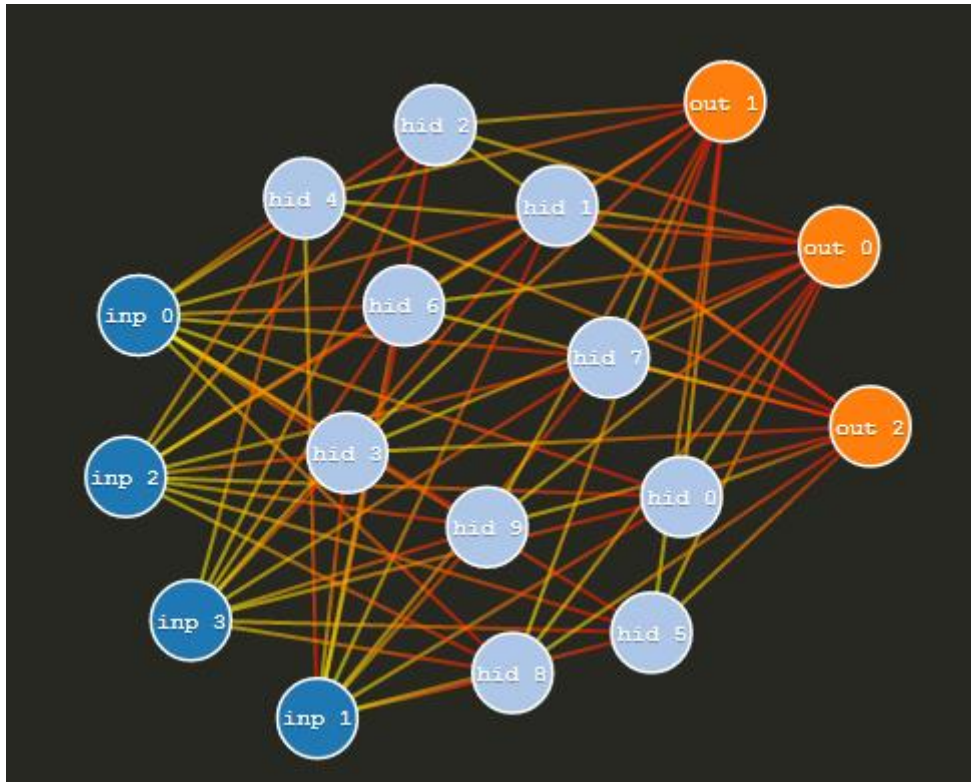 out 1
hid 2
hid 4
hid 1
out 0
hid 6
inp 0
hid 7
out 2
hid 3
inp 2
hid 0
hid 9
inp 3
hid 5
hid 8
inp 1